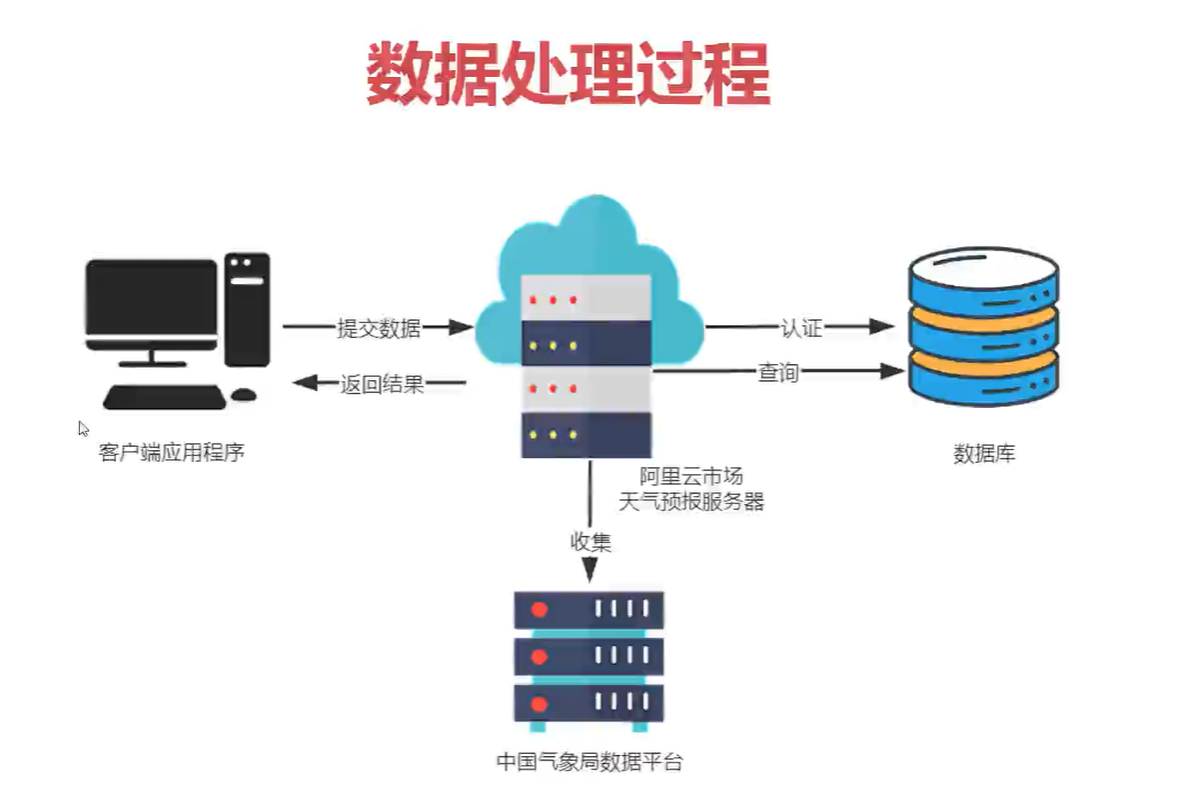 数据处理过程
提交数据
认证
返回结果
查询
客户端应用程序
数据库
阿里云市场
天气预报服务器
收集
中国气象局数据平台